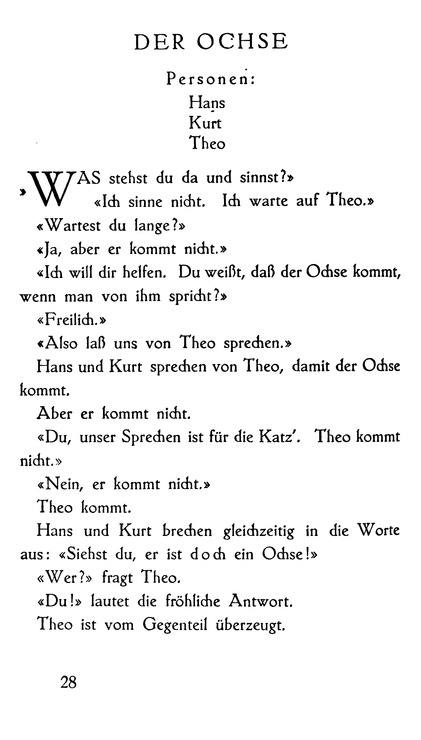 DER OCHSE
Personen:
Hans
Kurt
Theo
»WAS stehst du da und sinnst?»
«Ich sinne nicht. Ich warte auf Theo.»
«Wartest du lange?»
«Ja, aber er kommt nicht.»
«Ich will dir helfen. Du weißt, daß der Ochse kommt,
wenn man von ihm spricht?»
«Freilich.»
«Also laß uns von Theo sprechen.»
Hans und Kurt sprechen von Theo, damit der Ochse
kommt.
Aber er kommt nicht.
«Du, unser Sprechen ist für die Katz'. Theo kommt
nicht.»
«Nein, er kommt nicht.»
Theo kommt.
Hans und Kurt brechen gleichzeitig in die Worte
aus: «Siehst du, er ist doch ein Ochse!»
«Wer?» fragt Theo.
«Du!» lautet die fröhliche Antwort.
Theo ist vom Gegenteil überzeugt.
28